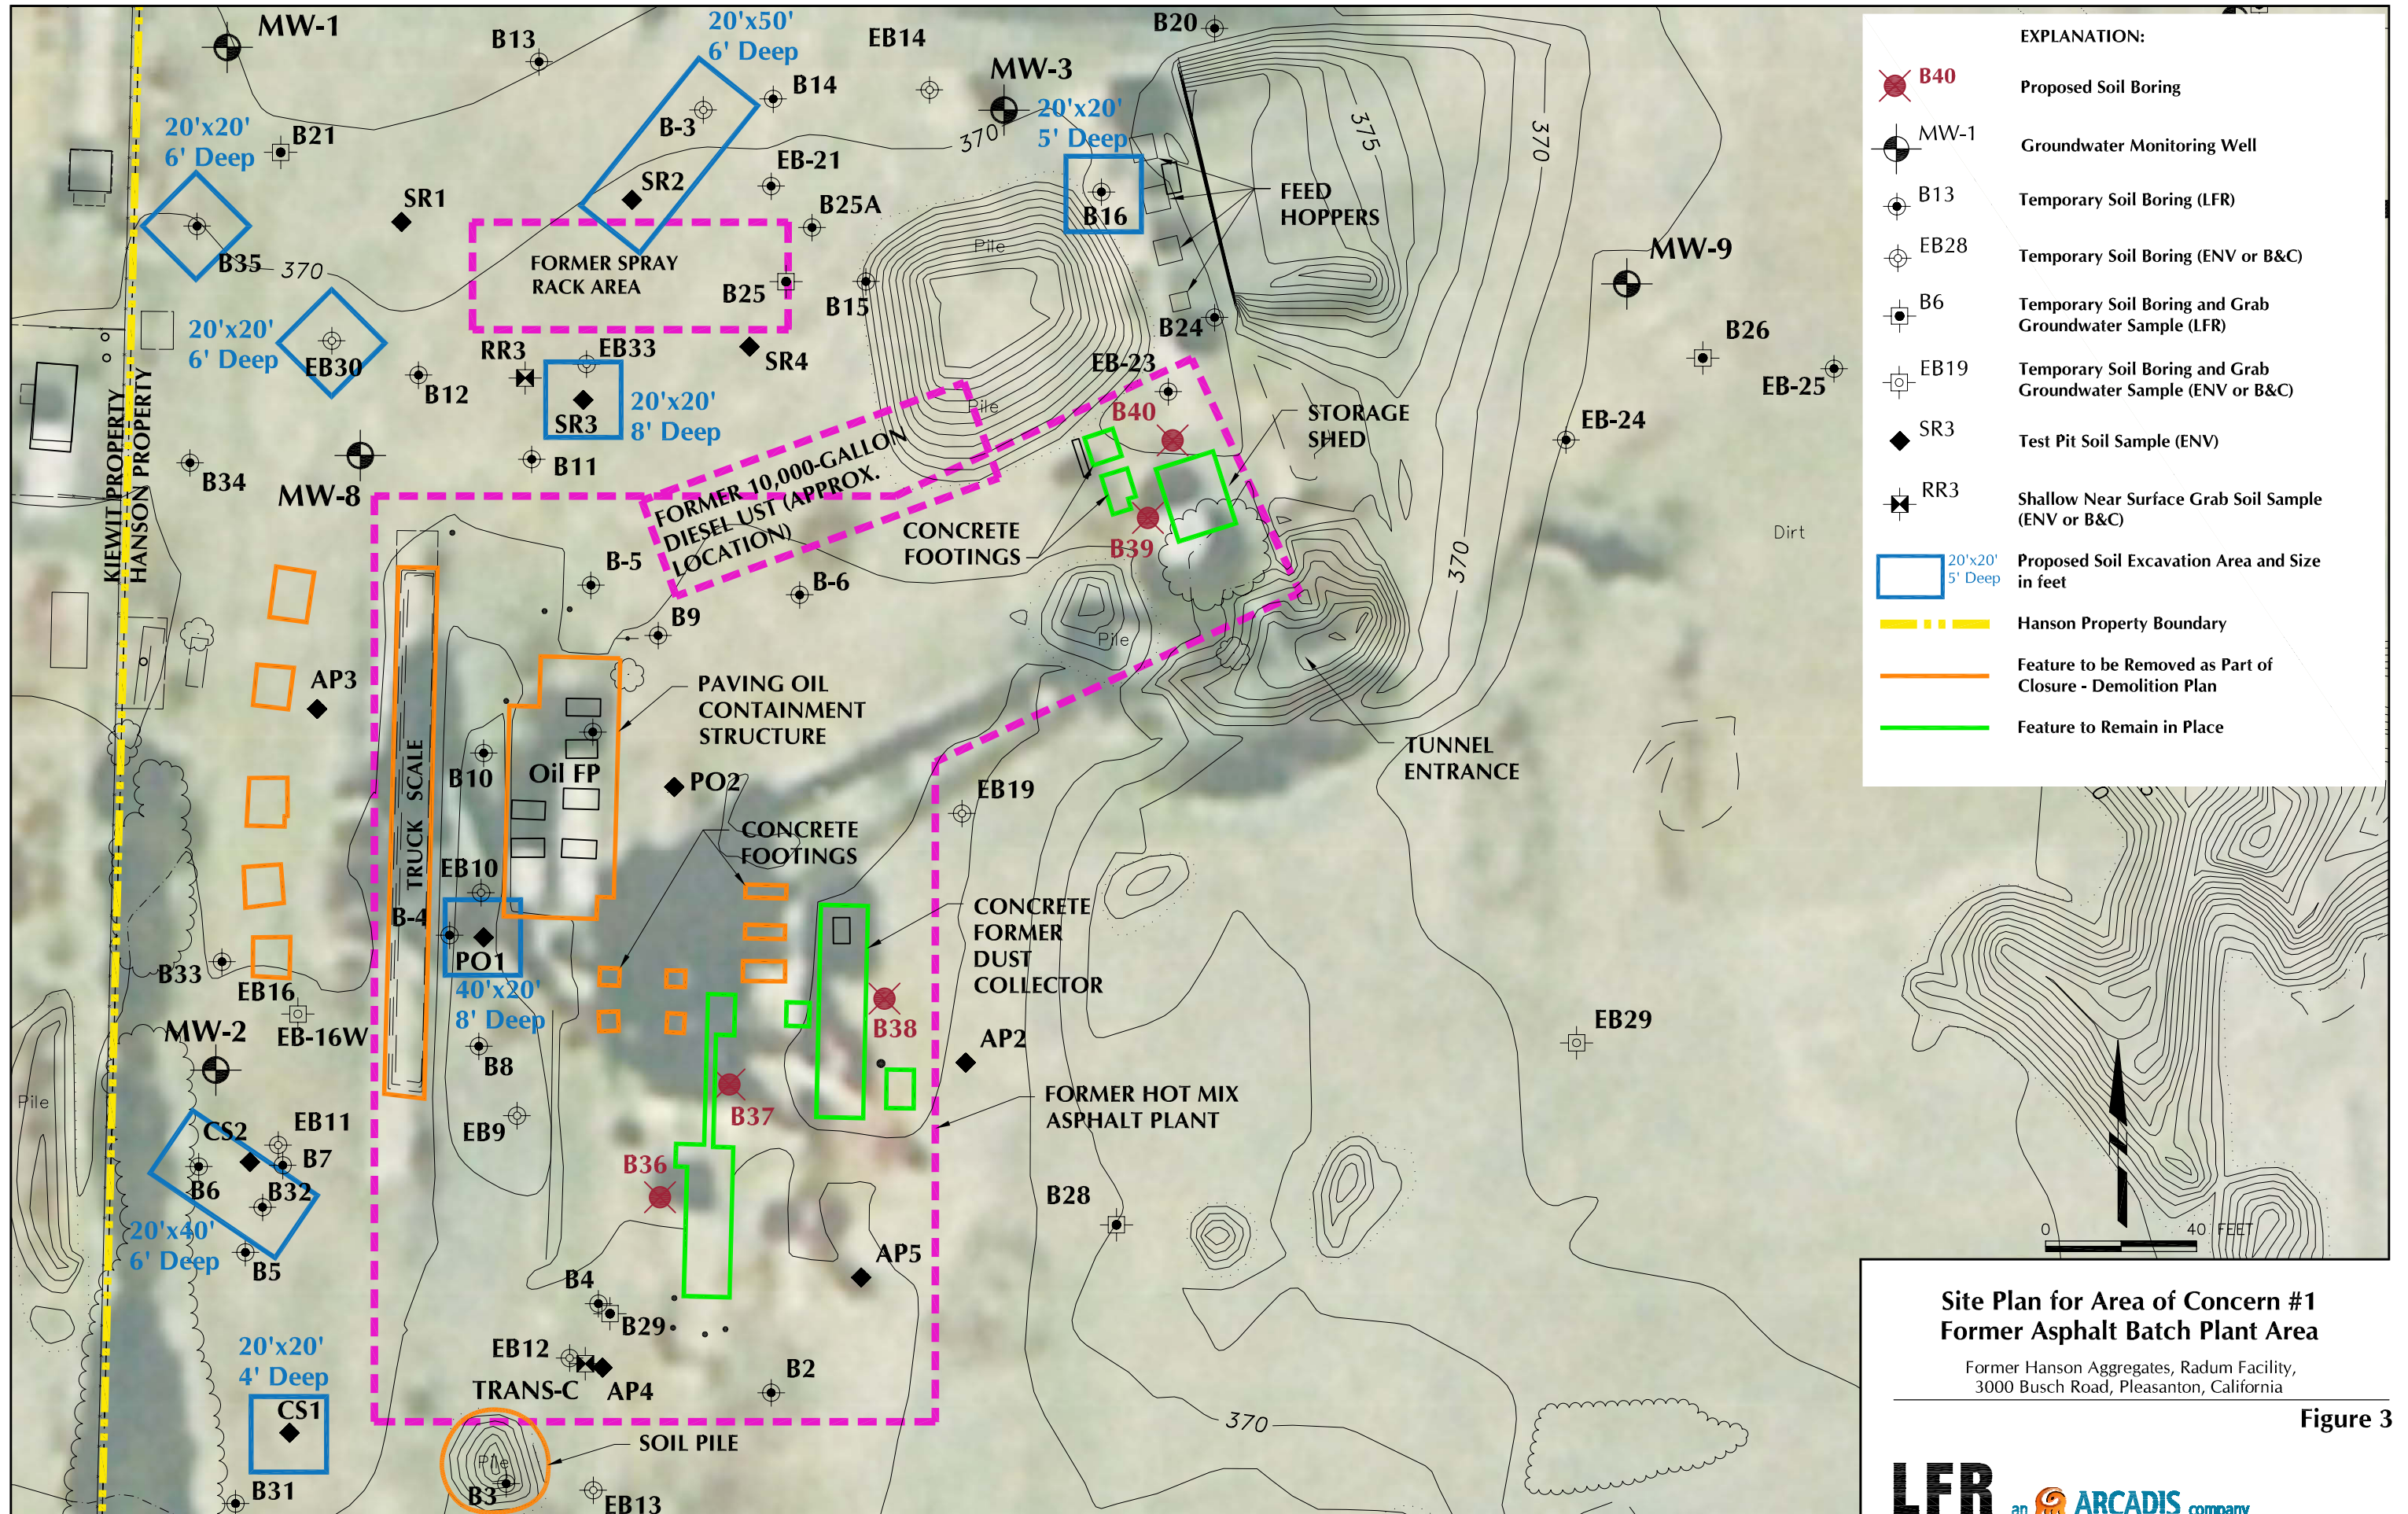 MW-1
B13
20'x50'
6' Deep
EB14
B20
MW-3
B14
B-3
20'x20'
5' Deep
370
375
370
20'x20'
6' Deep
B21
EB-21
SR2
SR1
B25A
B16
FEED
HOPPERS
Pile
MW-9
B35
370
FORMER SPRAY
RACK AREA
B25
B15
B24
B26
20'x20'
6' Deep
EB30
RR3
EB33
SR4
EB-23
EB-25
B12
SR3
20'x20'
8' Deep
Pile
B40
STORAGE
SHED
EB-24
KIEWIT PROPERTY
HANSON PROPERTY
B34
MW-8
B11
FORMER 10,000-GALLON
DIESEL UST (APPROX.
LOCATION)
CONCRETE
FOOTINGS
B39
Dirt
370
B-5
B-6
B9
Pile
AP3
PAVING OIL
CONTAINMENT
STRUCTURE
TUNNEL
ENTRANCE
TRUCK SCALE
B10
Oil FP
PO2
EB19
CONCRETE
FOOTINGS
EB10
B-4
PO1
40'x20'
8' Deep
CONCRETE
FORMER
DUST
COLLECTOR
B33
EB16
EB-16W
MW-2
B38
EB29
B8
AP2
Pile
B37
FORMER HOT MIX
ASPHALT PLANT
EB9
CS2
EB11
B7
B6
B32
B36
B28
20'x40'
6' Deep
B5
AP5
B4
B29
20'x20'
4' Deep
EB12
TRANS-C
AP4
B2
CS1
370
SOIL PILE
Pile
B3
B31
EB13
EXPLANATION:
B40
Proposed Soil Boring
MW-1
Groundwater Monitoring Well
B13
Temporary Soil Boring (LFR)
EB28
Temporary Soil Boring (ENV or B&C)
B6
Temporary Soil Boring and Grab
Groundwater Sample (LFR)
EB19
Temporary Soil Boring and Grab
Groundwater Sample (ENV or B&C)
SR3
Test Pit Soil Sample (ENV)
RR3
Shallow Near Surface Grab Soil Sample
(ENV or B&C)
20'x20'
5' Deep
Proposed Soil Excavation Area and Size
in feet
Hanson Property Boundary
Feature to be Removed as Part of
Closure - Demolition Plan
Feature to Remain in Place
0 40 FEET
Site Plan for Area of Concern #1
Former Asphalt Batch Plant Area
Former Hanson Aggregates, Radum Facility,
3000 Busch Road, Pleasanton, California
Figure 3
LFR an ARCADIS company